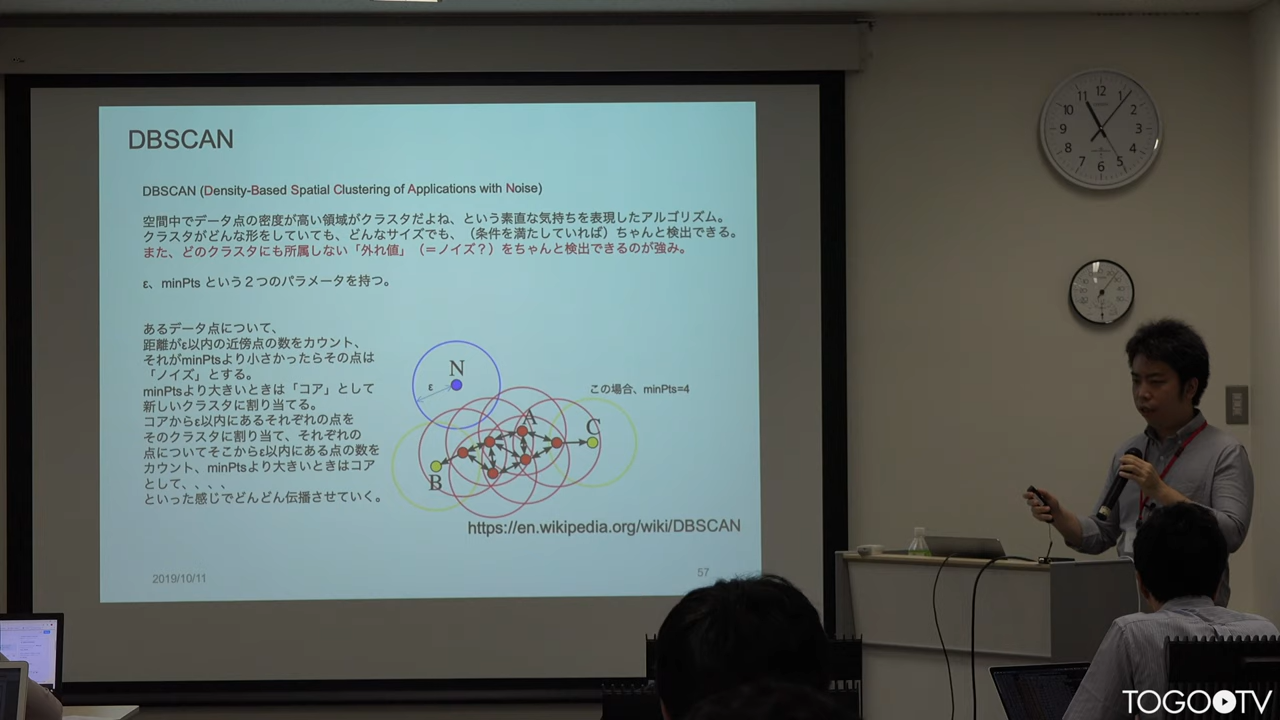 DBSCAN
DBSCAN (Density-Based Spatial Clustering of Applications with Noise)
空間中でデータ点の密度が高い領域がクラスタだよね、という素直な気持ちを表現したアルゴリズム。
クラスタがどんな形をしていても、どんなサイズでも、（条件を満たしていれば）ちゃんと検出できる。
また、どのクラスタにも所属しない「外れ値」（＝ノイズ？）をちゃんと検出できるのが強み。
ε、minPts という２つのパラメータを持つ。
あるデータ点について、
距離がε以内の近傍点の数をカウント、
それがminPtsより小さかったらその点は
「ノイズ」とする。
minPtsより大きいときは「コア」として
新しいクラスタに割り当てる。
コアからε以内にあるそれぞれの点を
そのクラスタに割り当て、それぞれの
点についてそこからε以内にある点の数を
カウント、minPtsより大きいときはコア
として、、、、
といった感じでどんどん伝播させていく。
N
ε
この場合、minPts=4
A
C
B
https://en.wikipedia.org/wiki/DBSCAN
2019/10/11
57
12
1
2
3
4
5
6
7
8
9
10
11
TOGOTV